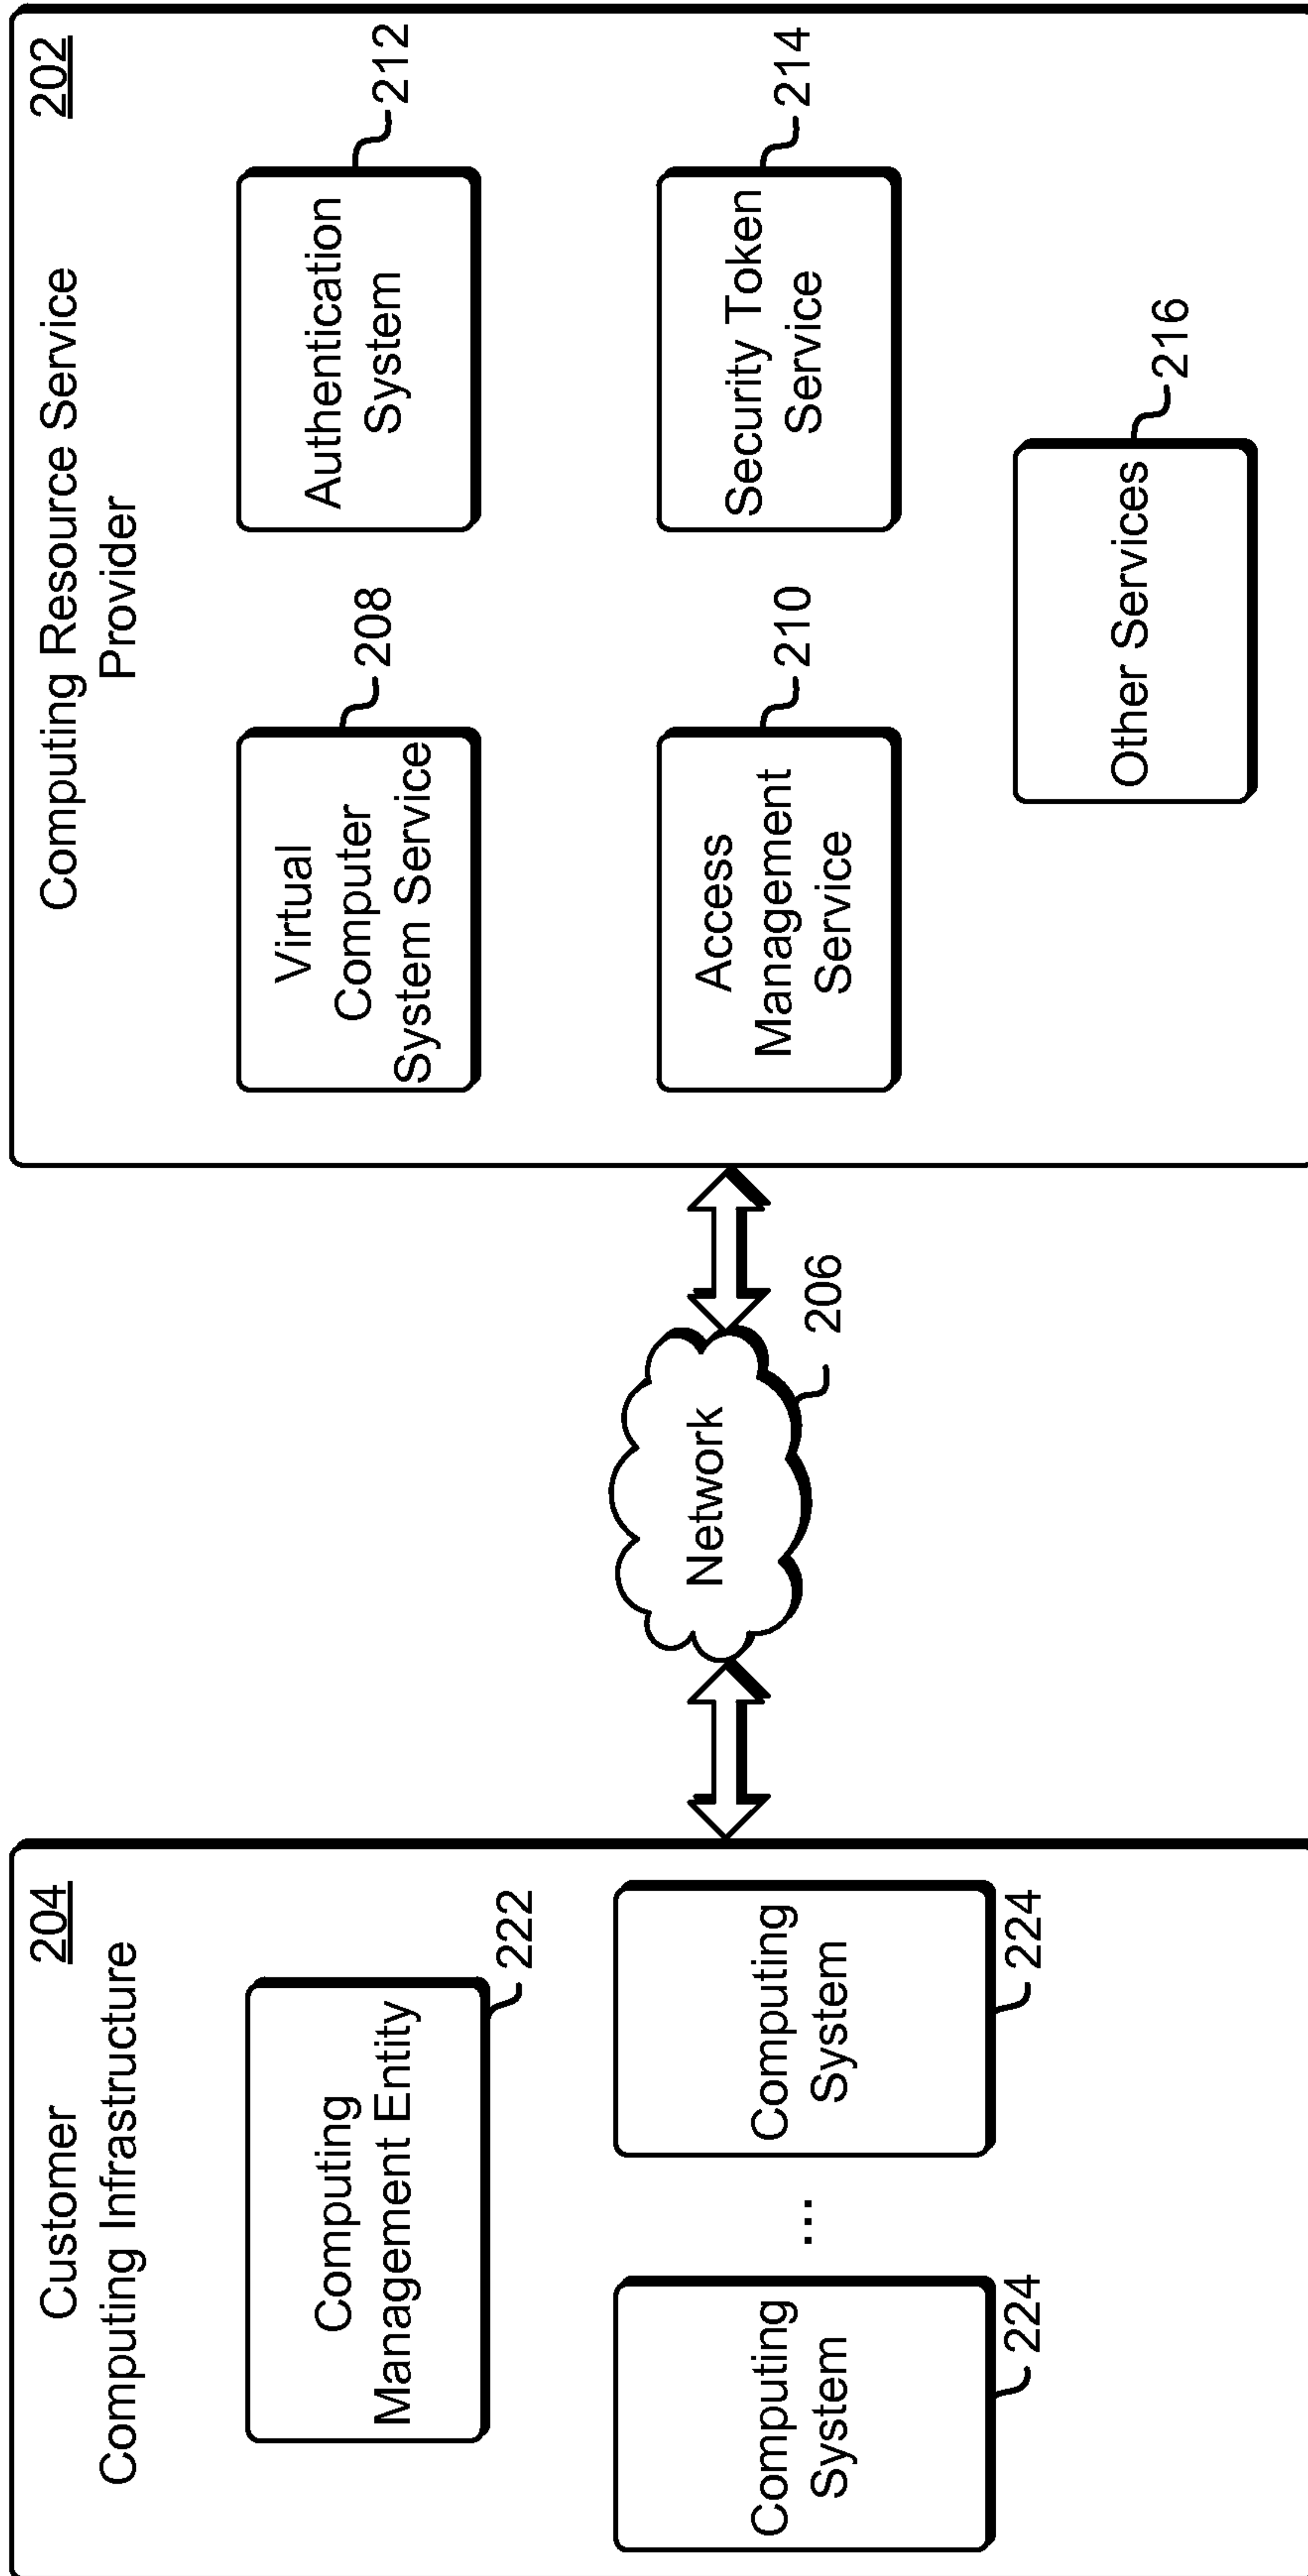 204
Customer
Computing Infrastructure
Computing
Management Entity
222
Computing
System
224
...
Computing
System
224
Network
206
202
Computing Resource Service
Provider
Virtual
Computer
System Service
208
Authentication
System
212
Access
Management
Service
210
Security Token
Service
214
Other Services
216